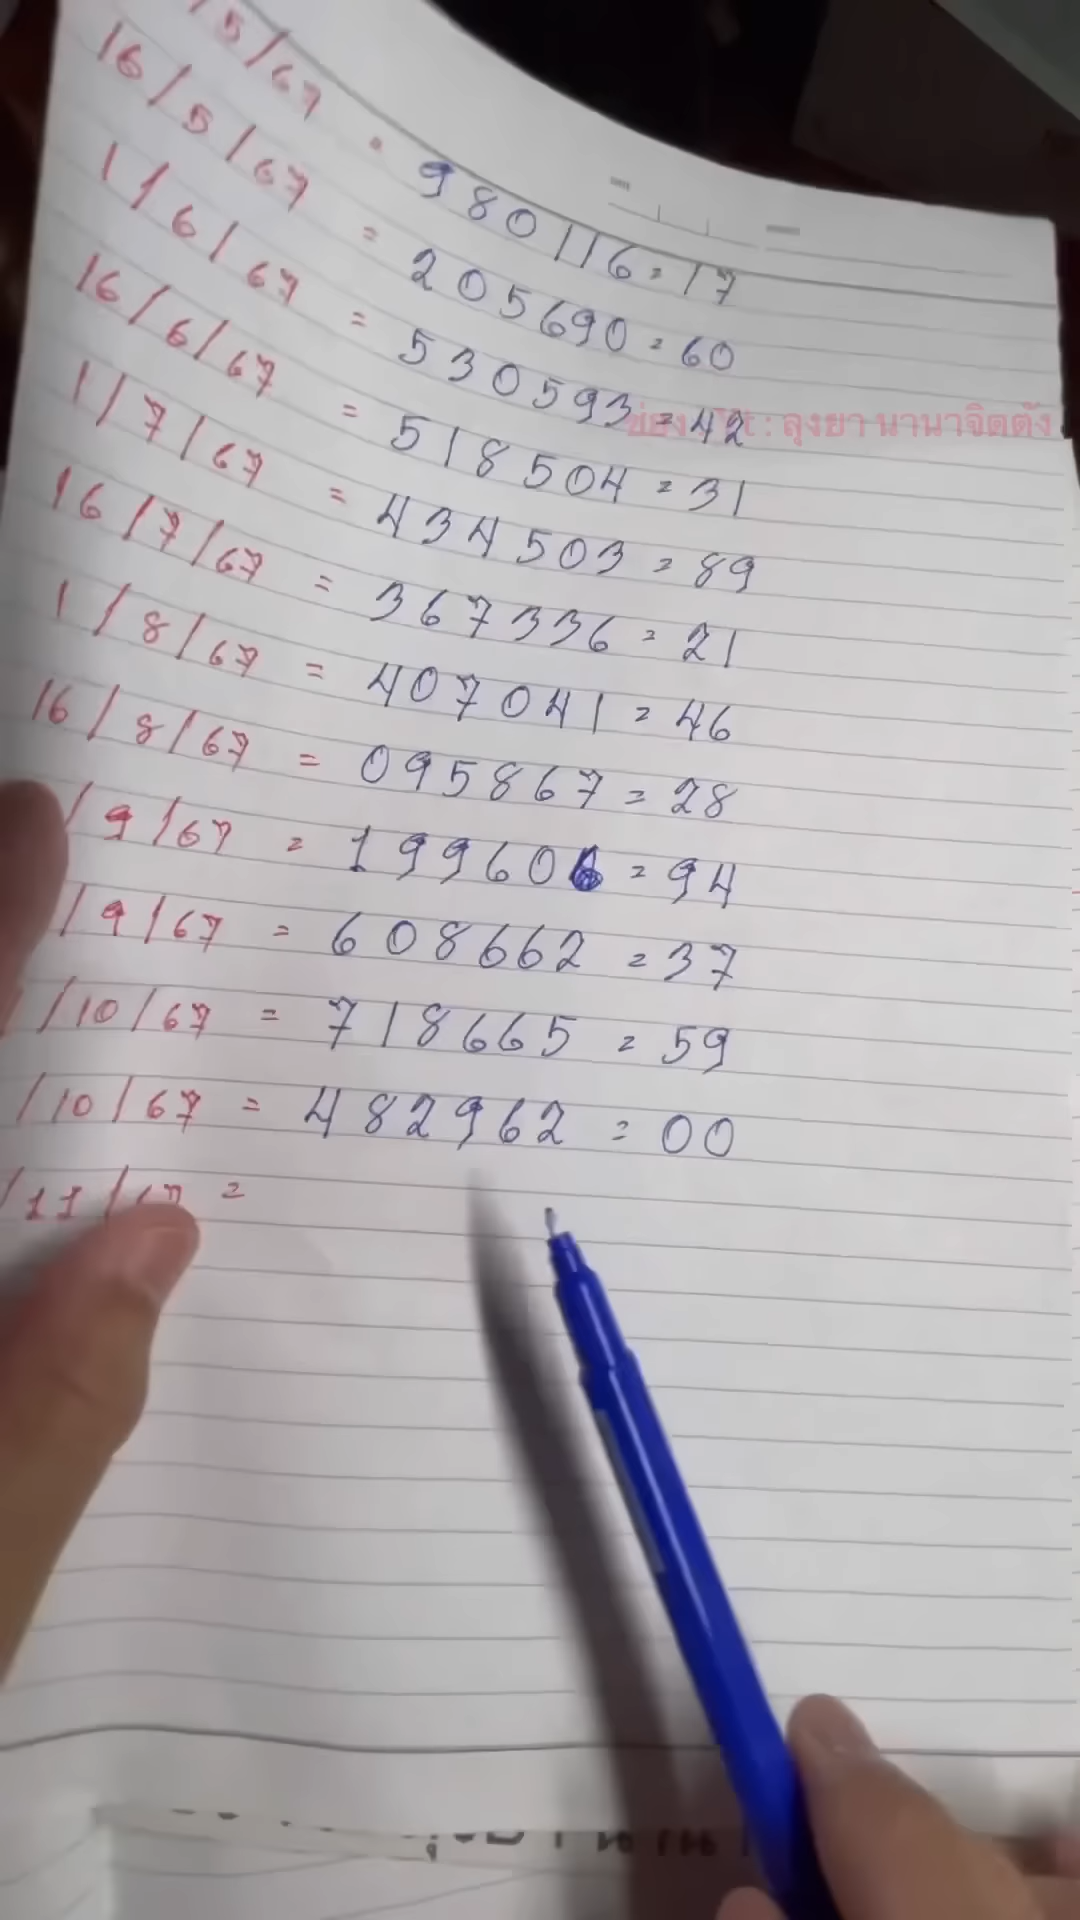 /5/67 = 980116 = 17
16/5/67 = 205690 = 60
1/6/67 = 530593 = 42
ช่อง : ลุงยา นานาจิตตัง
16/6/67 = 518504 = 31
1/7/67 = 434503 = 89
16/7/67 = 367336 = 21
1/8/67 = 407041 = 46
16/8/67 = 095867 = 28
/9/67 = 199606 = 94
/9/67 = 608662 = 37
/10/67 = 718665 = 59
/10/67 = 482962 = 00
/11/67 =